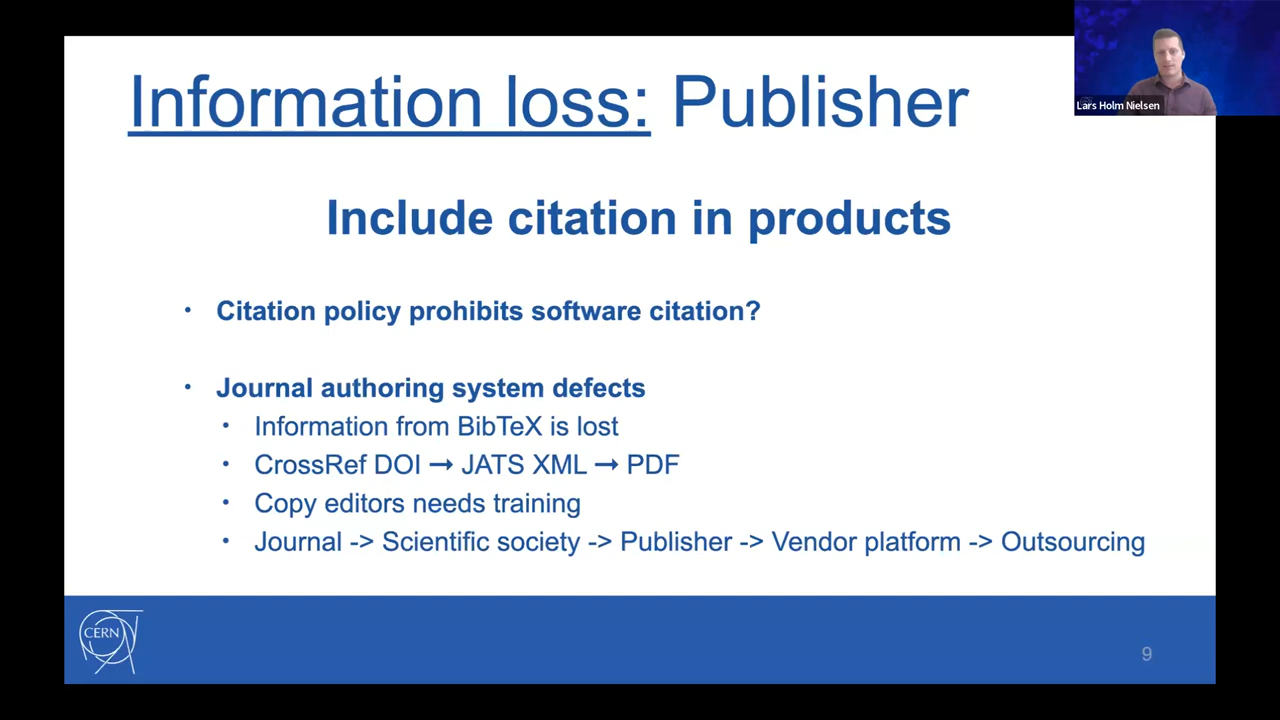 Information loss: Publisher
Lars Holm Nielsen
Include citation in products
• Citation policy prohibits software citation?
• Journal authoring system defects
• Information from BibTeX is lost
• CrossRef DOI → JATS XML → PDF
• Copy editors needs training
• Journal -> Scientific society -> Publisher -> Vendor platform -> Outsourcing
CERN
9